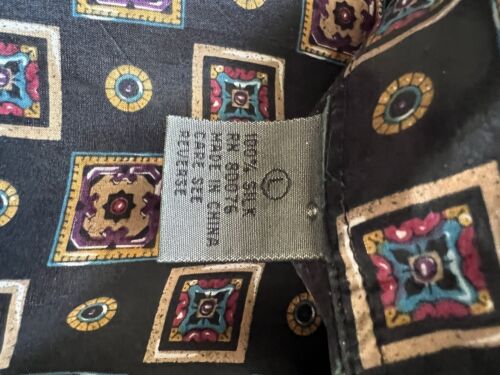 L
100% SILK
RN 80076
MADE IN CHINA
CARE SEE
REVERSE